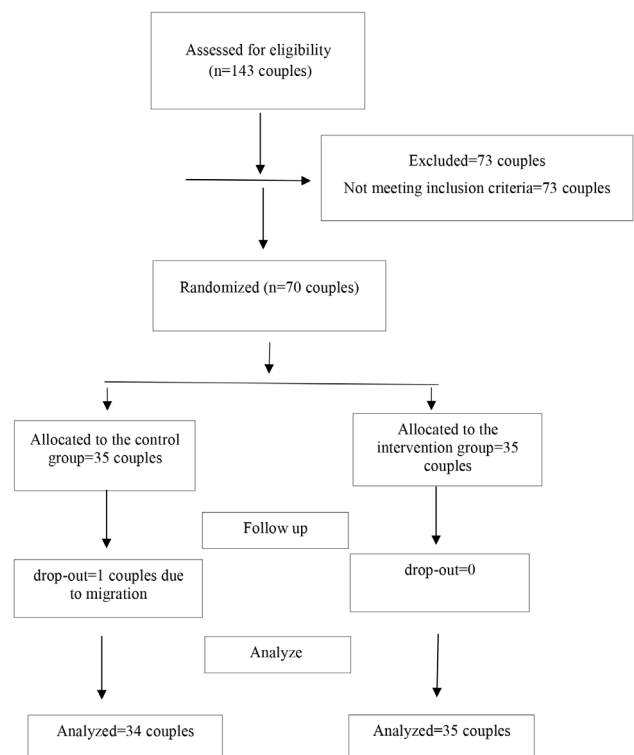 Assessed for eligibility
(n=143 couples)
Excluded=73 couples
Not meeting inclusion criteria=73 couples
Randomized (n=70 couples)
Allocated to the control
group=35 couples
Allocated to the
intervention group=35
couples
Follow up
drop-out=1 couples due
to migration
drop-out=0
Analyze
Analyzed=34 couples
Analyzed=35 couples